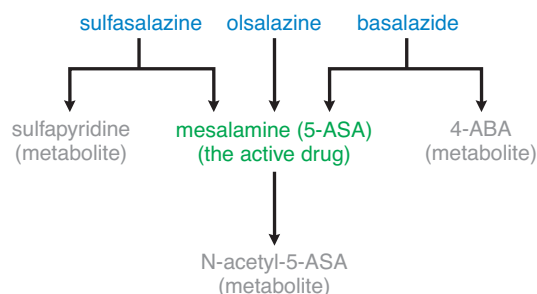 sulfasalazine olsalazine basalazide
sulfapyridine mesalamine (5-ASA) 4-ABA
(metabolite) (the active drug) (metabolite)
N-acetyl-5-ASA
(metabolite)